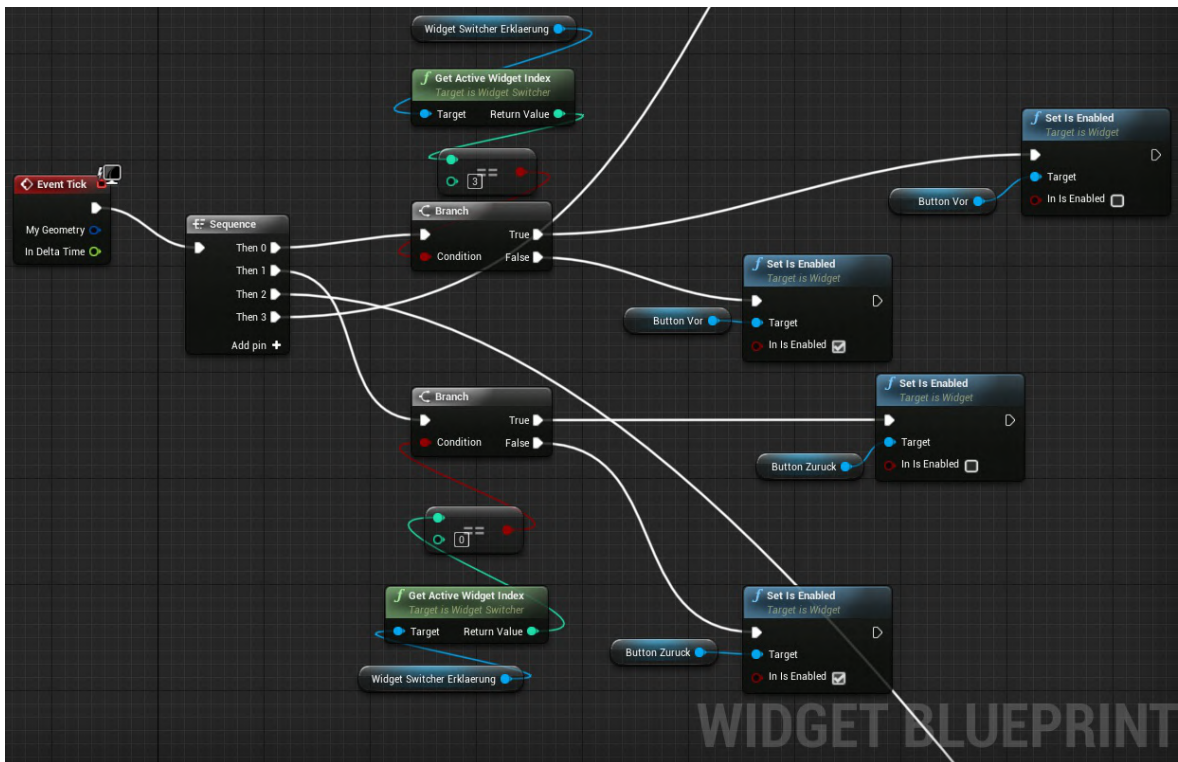 Widget Switcher Erklaerung
Get Active Widget Index
Target is Widget Switcher
Target Return Value
==
3
Event Tick
My Geometry
In Delta Time
Sequence
Then 0
Then 1
Then 2
Then 3
Add pin +
Branch
True
Condition False
Set Is Enabled
Target is Widget
Target
In Is Enabled
Button Vor
Set Is Enabled
Target is Widget
Target
In Is Enabled
Button Vor
Branch
True
Condition False
Set Is Enabled
Target is Widget
Target
In Is Enabled
Button Zuruck
==
0
Get Active Widget Index
Target is Widget Switcher
Target Return Value
Widget Switcher Erklaerung
Set Is Enabled
Target is Widget
Target
In Is Enabled
Button Zuruck
WIDGET BLUEPRINT